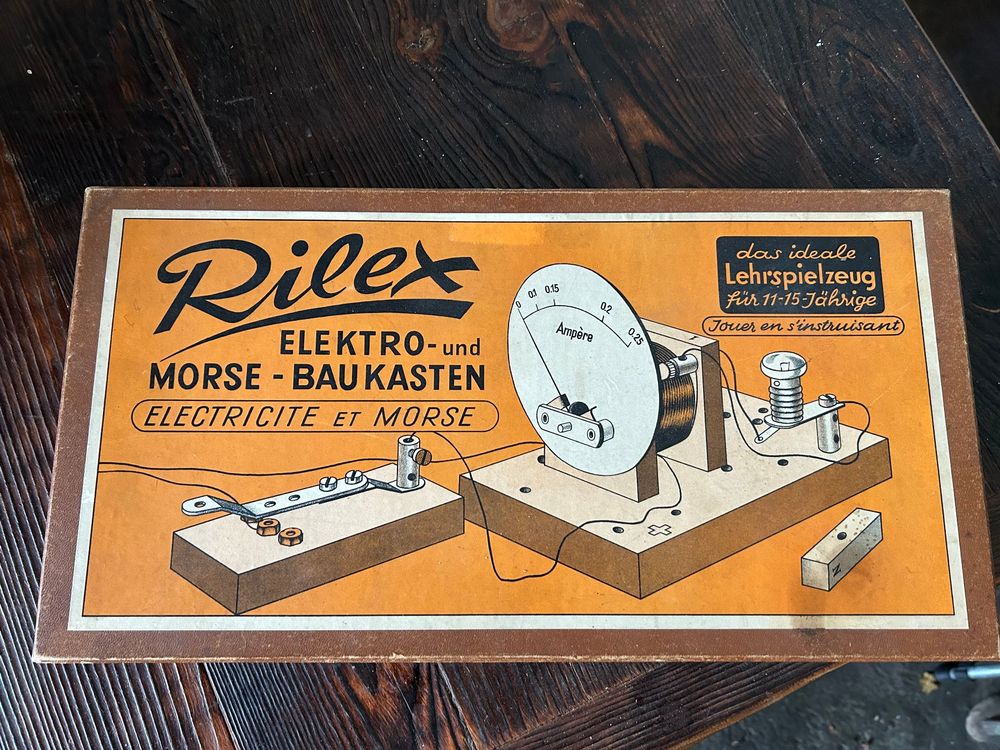 Rilex
ELEKTRO- und
MORSE - BAUKASTEN
ELECTRICITE ET MORSE
das ideale
Lehrspielzeug
für 11-15-Jährige
Jouer en s'instruisant
0 0,1 0.15 0.2 0.25
Ampère
+
N